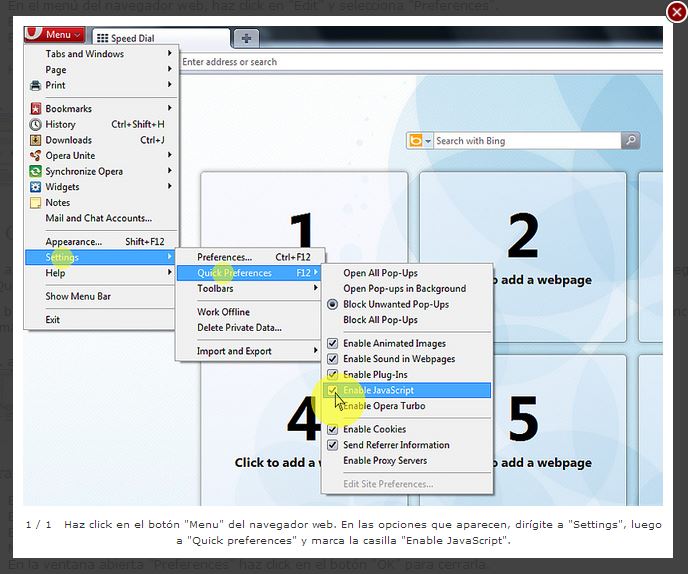 En el menú del navegador web, haz click en "Edit" y selecciona "Preferences".
Menu
Speed Dial
Tabs and Windows
Enter address or search
Page
Print
Bookmarks
History Ctrl+Shift+H
Downloads Ctrl+J
Opera Unite
Synchronize Opera
Widgets
Notes
Mail and Chat Accounts...
Appearance... Shift+F12
Settings
Help
Show Menu Bar
Exit
Search with Bing
Preferences... Ctrl+F12
Quick Preferences F12
Toolbars
Work Offline
Delete Private Data...
Import and Export
Open All Pop-Ups
Open Pop-ups in Background
Block Unwanted Pop-Ups
Block All Pop-Ups
Enable Animated Images
Enable Sound in Webpages
Enable Plug-Ins
Enable JavaScript
Enable Opera Turbo
Enable Cookies
Send Referrer Information
Enable Proxy Servers
Edit Site Preferences...
1
2
to add a webpage
4
Click to add a
5
to add a webpage
1 / 1 Haz click en el botón "Menu" del navegador web. En las opciones que aparecen, dirígite a "Settings", luego
a "Quick preferences" y marca la casilla "Enable JavaScript".
En la ventana abierta "Preferences" haz click en el botón "OK" para cerrarla.